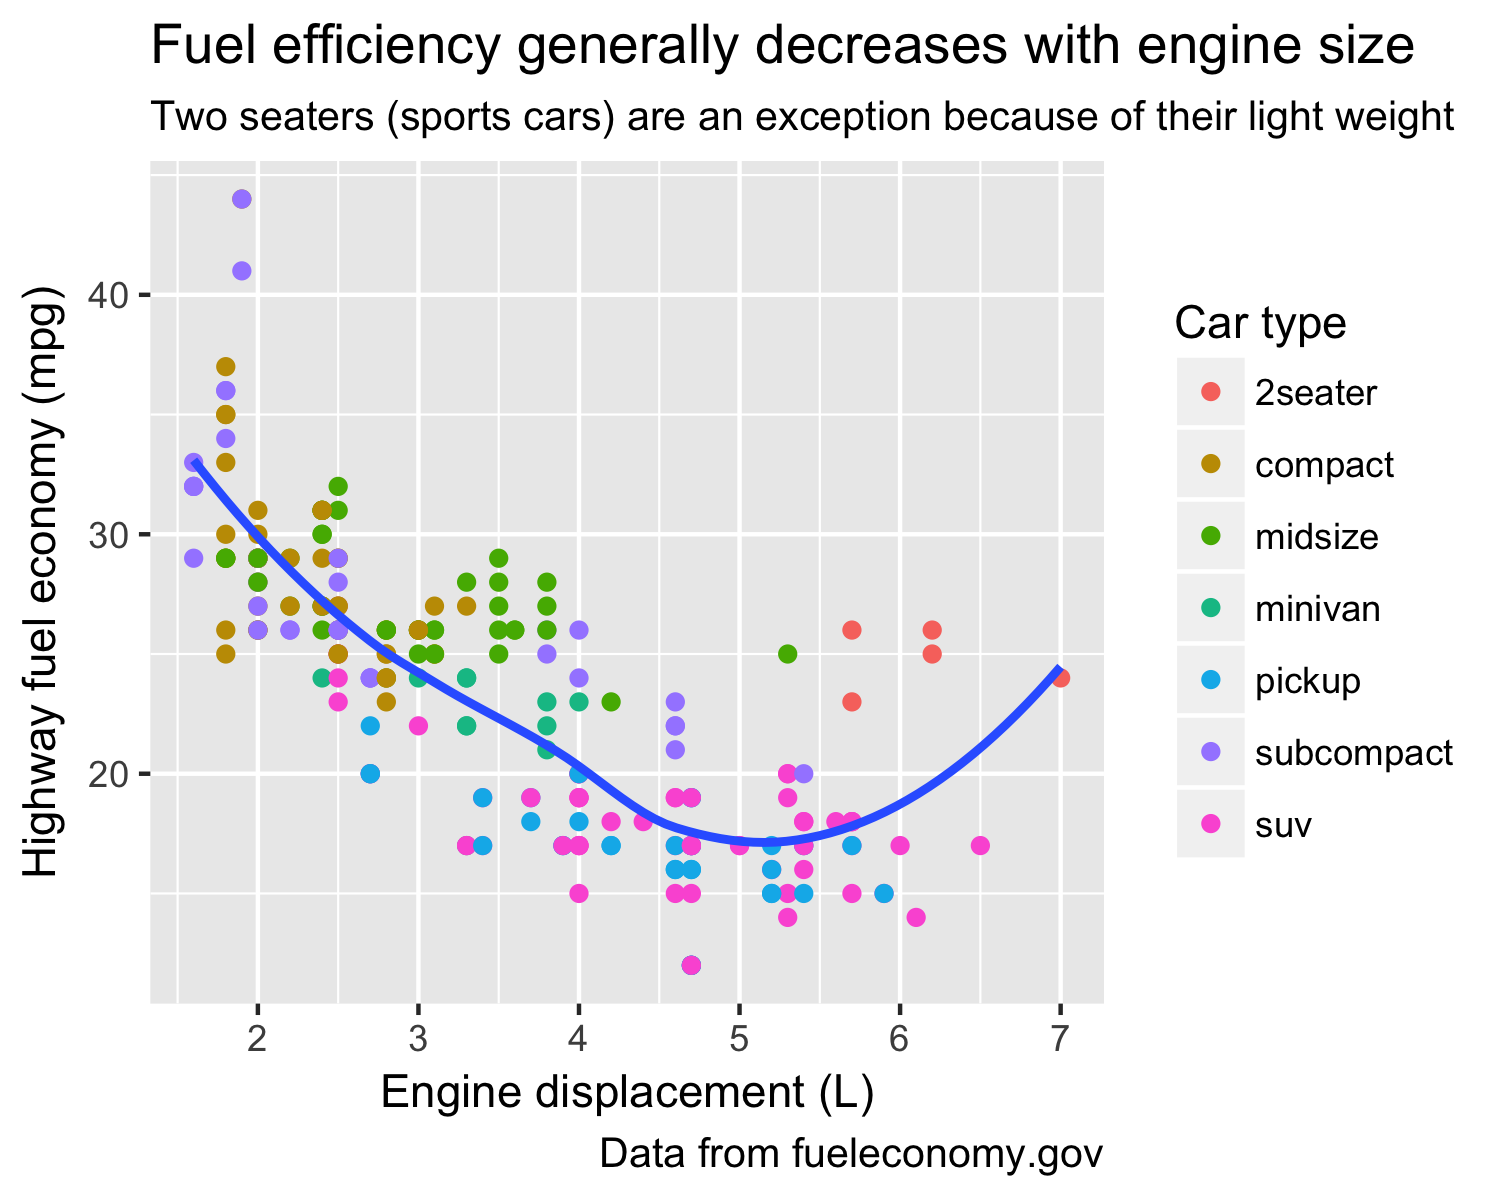 Fuel efficiency generally decreases with engine size
Two seaters (sports cars) are an exception because of their light weight
Highway fuel economy (mpg)
40
30
20
2 3 4 5 6 7
Engine displacement (L)
Data from fueleconomy.gov
Car type
2seater
compact
midsize
minivan
pickup
subcompact
suv